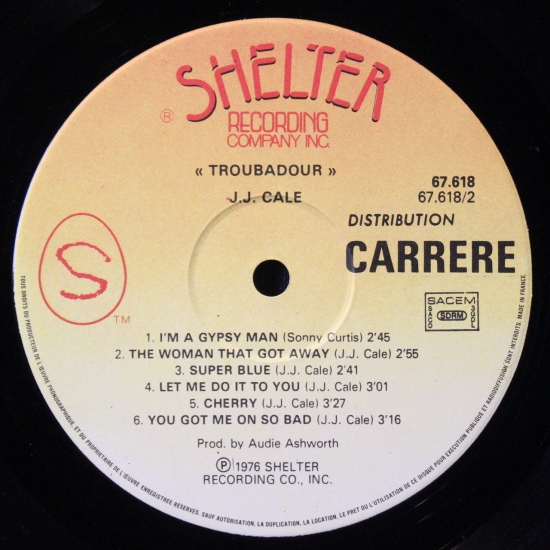 SHELTER
®
RECORDING
COMPANY INC.
« TROUBADOUR »
J.J. CALE
67.618
67.618/2
DISTRIBUTION
CARRERE
S
TM
SACEM
SACD SDRM SGDL
1. I'M A GYPSY MAN (Sonny Curtis) 2'45
2. THE WOMAN THAT GOT AWAY (J.J. Cale) 2'55
3. SUPER BLUE (J.J. Cale) 2'41
4. LET ME DO IT TO YOU (J.J. Cale) 3'01
5. CHERRY (J.J. Cale) 3'27
6. YOU GOT ME ON SO BAD (J.J. Cale) 3'16
Prod. by Audie Ashworth
Ⓟ 1976 SHELTER
RECORDING CO., INC.
TOUS DROITS DU PRODUCTEUR DE L'ŒUVRE PHONOGRAPHIQUE, ET DU PROPRIETAIRE DE L'ŒUVRE ENREGISTREE RESERVES. SAUF AUTORISATION, LA DUPLICATION, LA LOCATION, LE PRET OU L'UTILISATION DE CE DISQUE POUR EXECUTION PUBLIQUE ET RADIODIFFUSION SONT INTERDITS. MADE IN FRANCE.